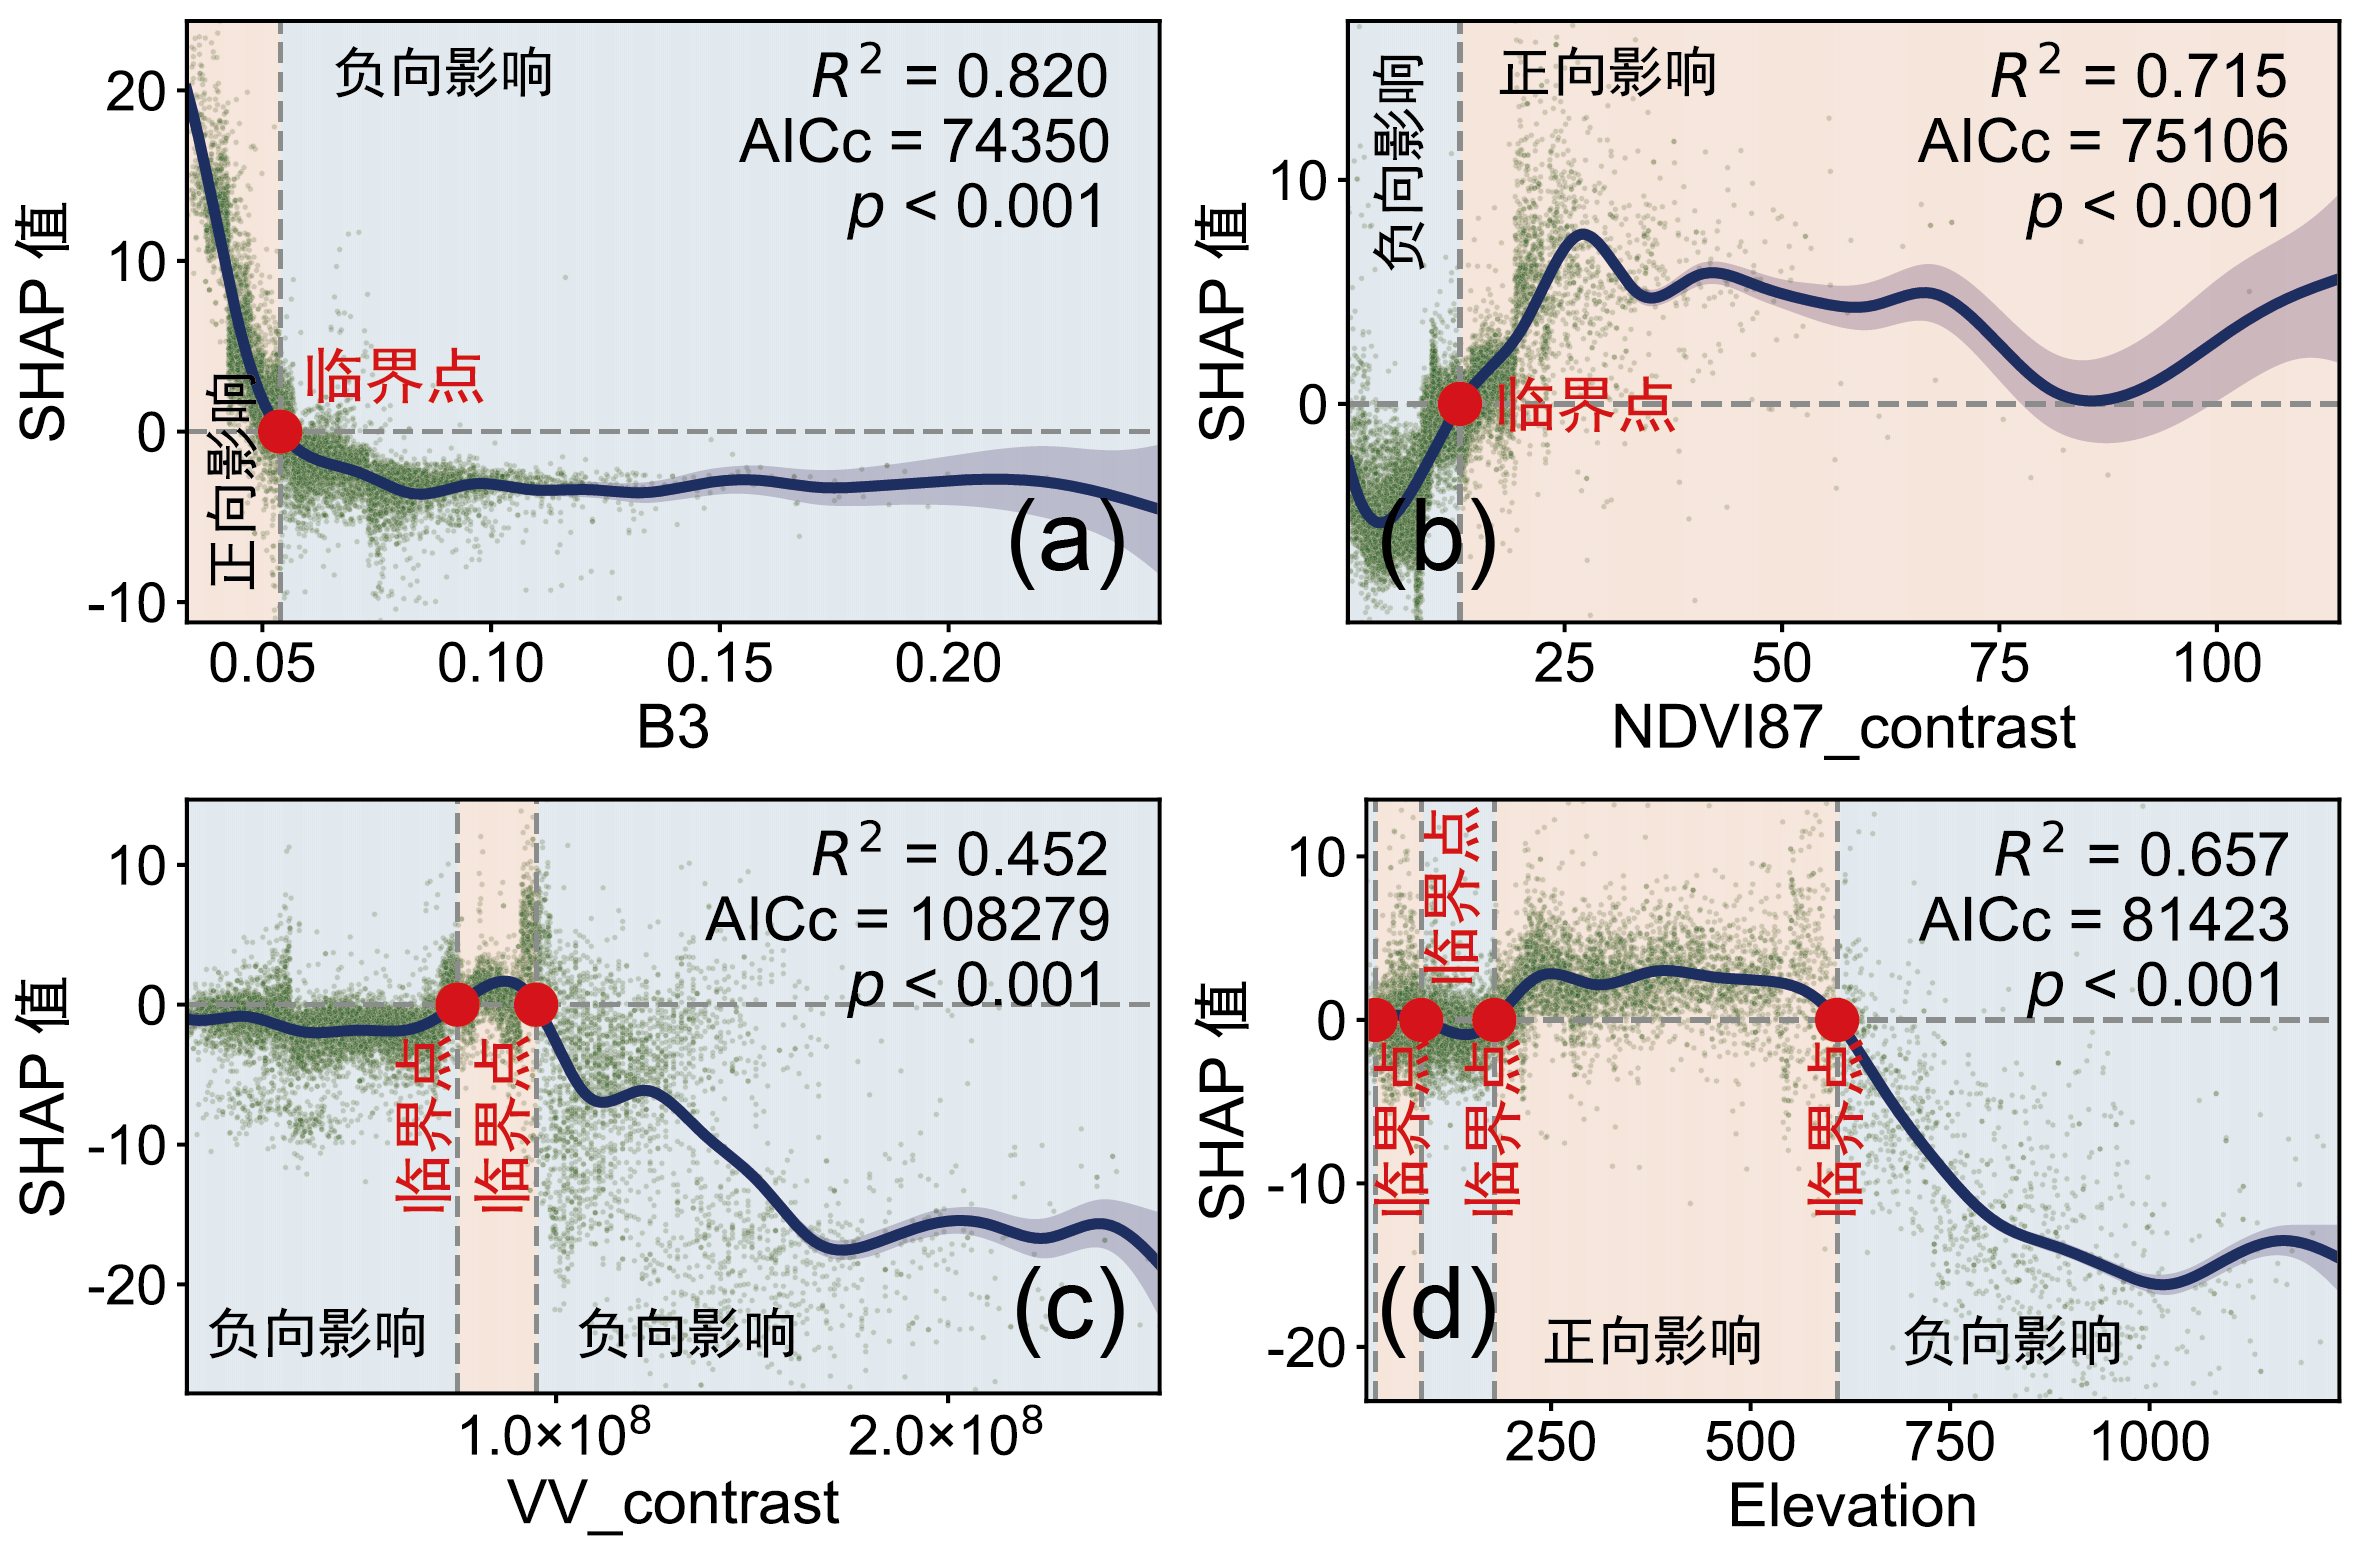 SHAP 值
20
10
0
-10
负向影响
正向影响
临界点
R² = 0.820
AICc = 74350
p < 0.001
(a)
0.05 0.10 0.15 0.20
B3
SHAP 值
10
0
负向影响
正向影响
临界点
R² = 0.715
AICc = 75106
p < 0.001
(b)
25 50 75 100
NDVI87_contrast
SHAP 值
10
0
-10
-20
R² = 0.452
AICc = 108279
p < 0.001
临界点
临界点
负向影响
负向影响
(c)
1.0×10⁸ 2.0×10⁸
VV_contrast
SHAP 值
10
0
-10
-20
临界点
R² = 0.657
AICc = 81423
p < 0.001
临界点
临界点
临界点
(d)
正向影响
负向影响
250 500 750 1000
Elevation